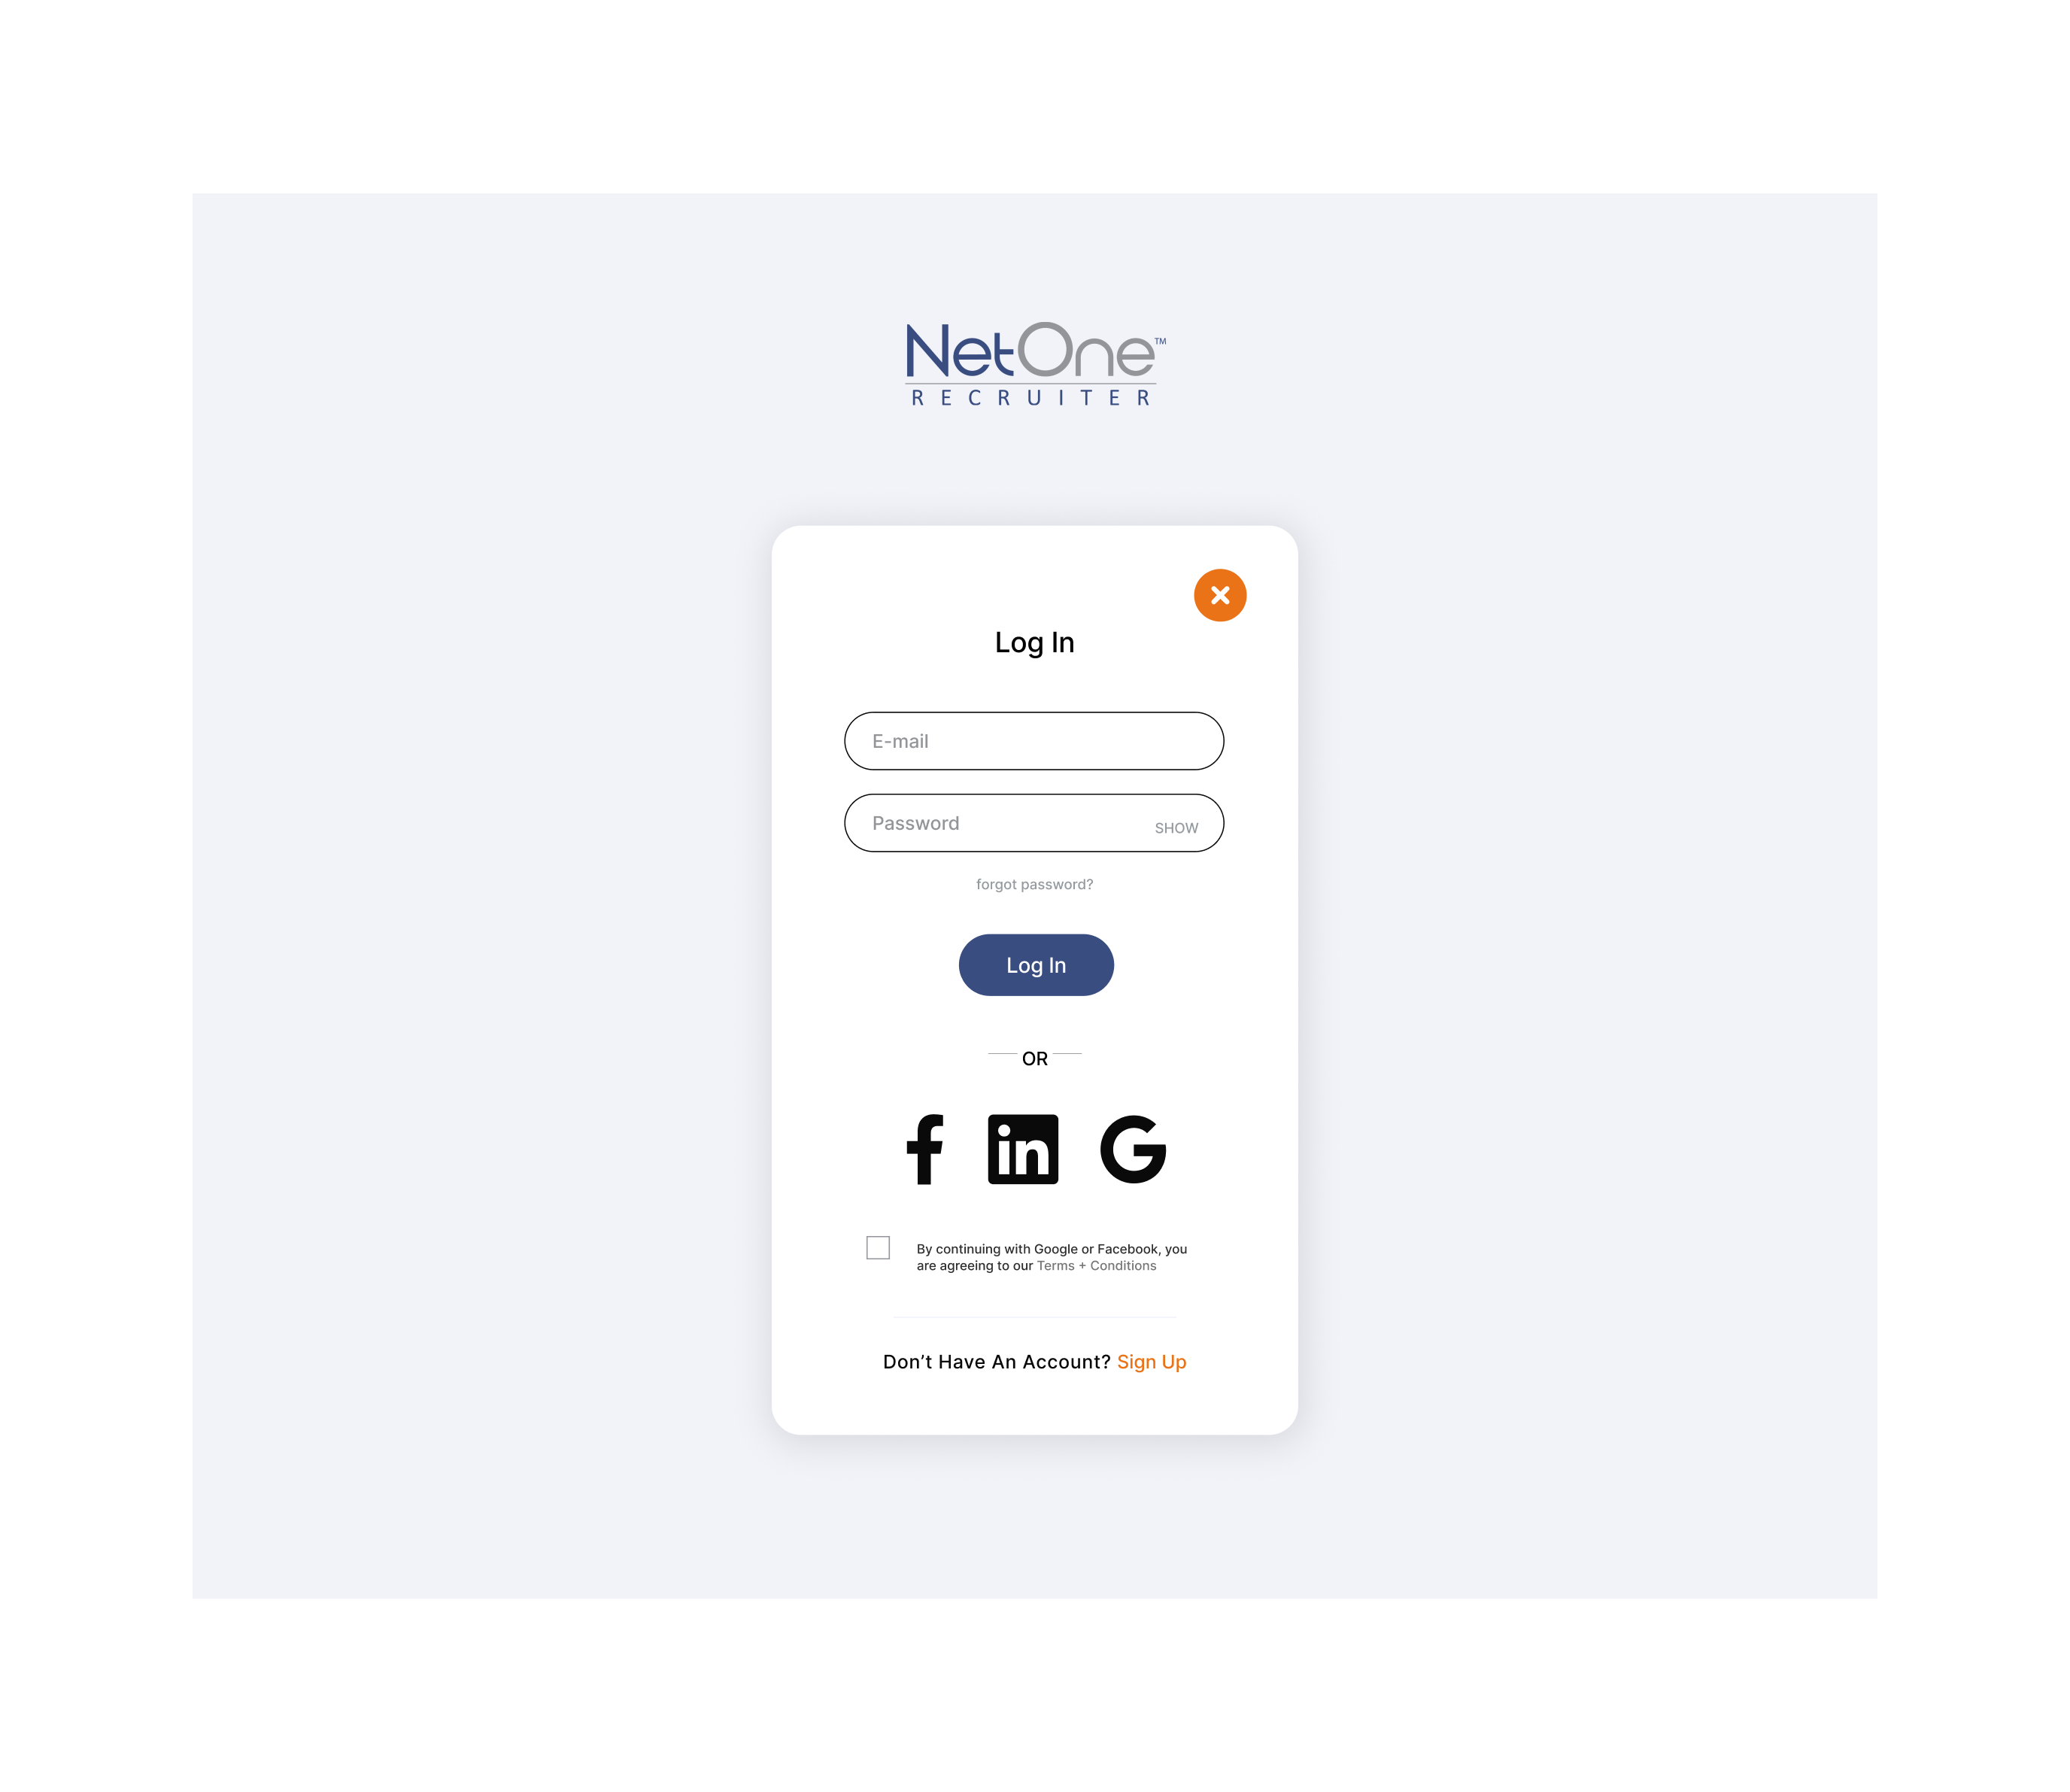 NetOne™
RECRUITER
Log In
E-mail
Password
SHOW
forgot password?
Log In
OR
By continuing with Google or Facebook, you
are agreeing to our Terms + Conditions
Don’t Have An Account? Sign Up